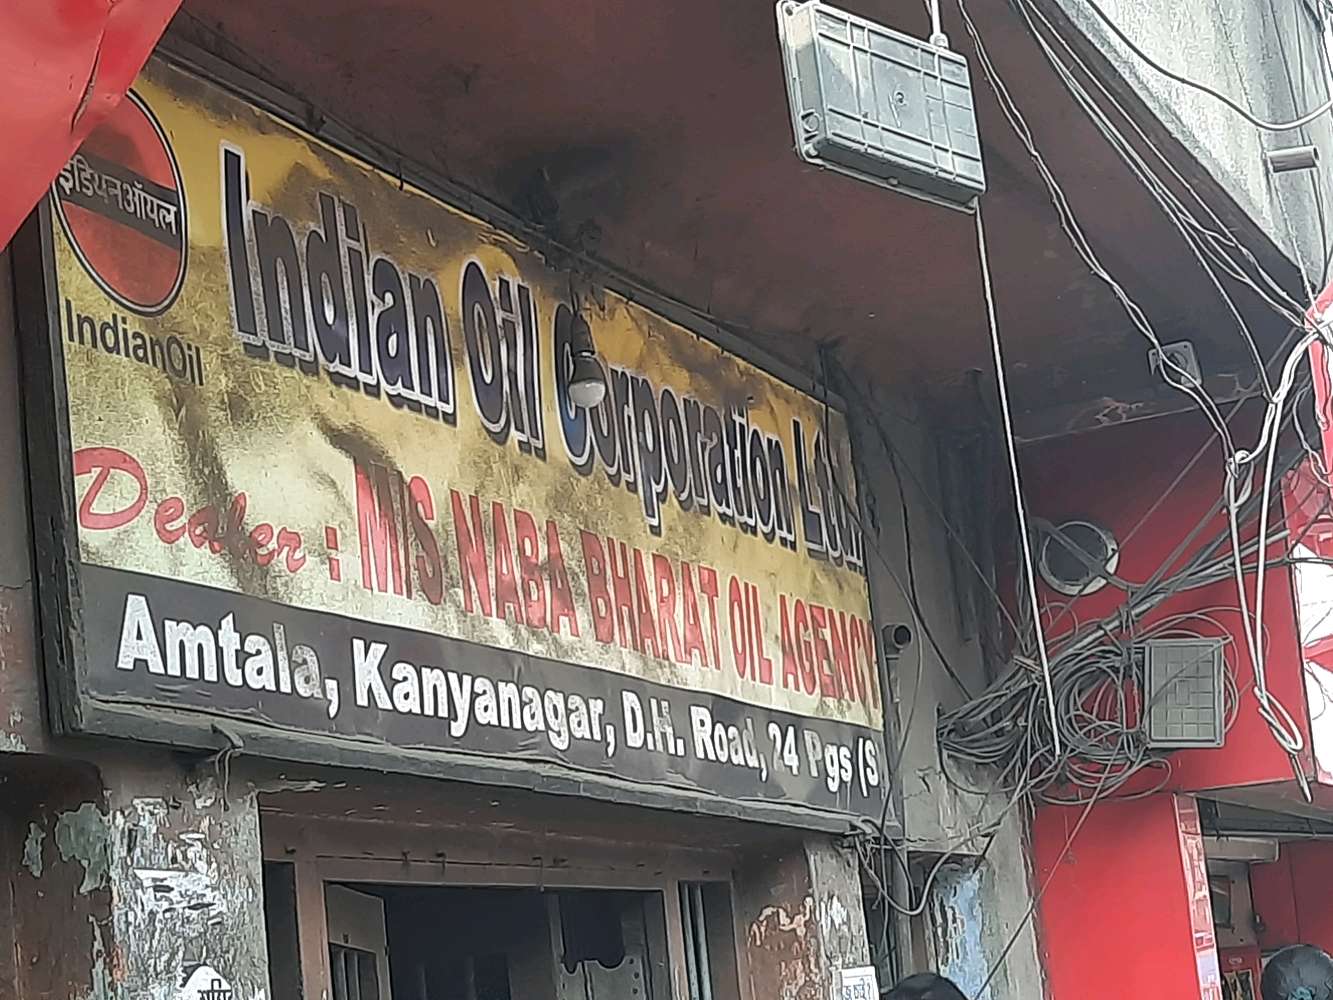 इंडियनऑयल
IndianOil
Indian Oil Corporation Ltd
Dealer : M/S NABA BHARAT OIL AGENCY
Amtala, Kanyanagar, D.H. Road, 24 Pgs (S